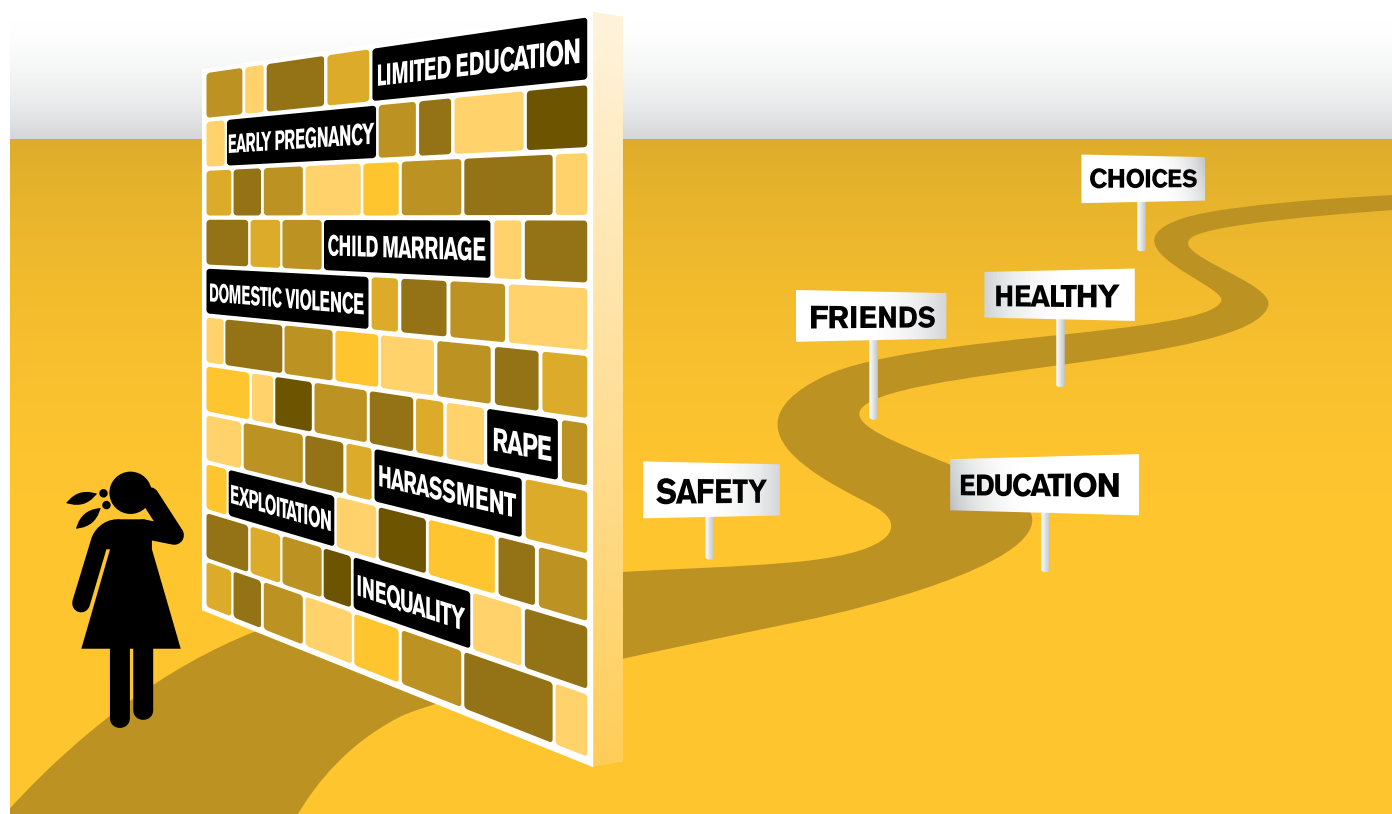 LIMITED EDUCATION
EARLY PREGNANCY
CHILD MARRIAGE
DOMESTIC VIOLENCE
RAPE
HARASSMENT
EXPLOITATION
INEQUALITY
CHOICES
HEALTHY
FRIENDS
SAFETY
EDUCATION